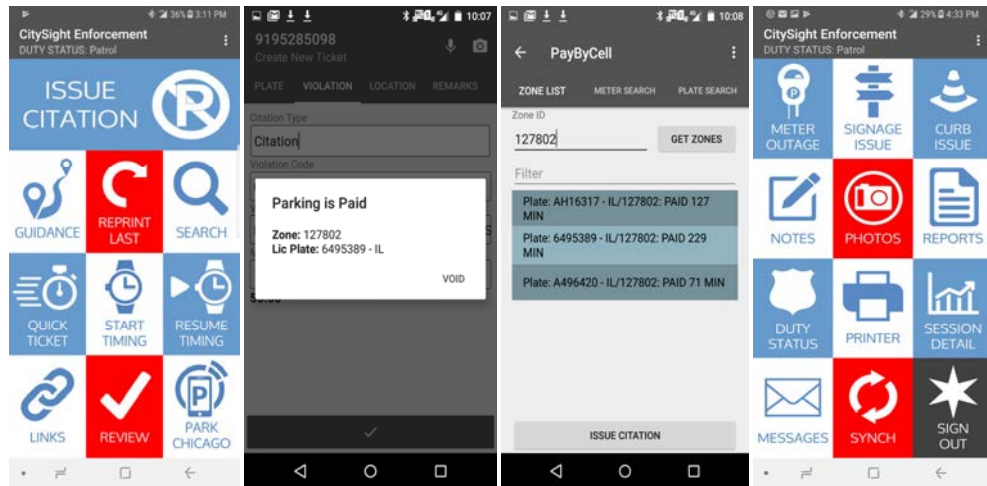 36% 3:11 PM
CitySight Enforcement
DUTY STATUS: Patrol
ISSUE
CITATION
GUIDANCE
REPRINT
LAST
SEARCH
QUICK
TICKET
START
TIMING
RESUME
TIMING
LINKS
REVIEW
PARK
CHICAGO
10:07
9195285098
Create New Ticket
PLATE VIOLATION LOCATION REMARKS
Citation Type
Citation
Violation Code
Parking is Paid
Zone: 127802
Lic Plate: 6495389 - IL
VOID
10:08
PayByCell
ZONE LIST METER SEARCH PLATE SEARCH
Zone ID
127802 GET ZONES
Filter
Plate: AH16317 - IL/127802: PAID 127
MIN
Plate: 6495389 - IL/127802: PAID 229
MIN
Plate: A496420 - IL/127802: PAID 71 MIN
ISSUE CITATION
29% 4:33 PM
CitySight Enforcement
DUTY STATUS: Patrol
METER
OUTAGE
SIGNAGE
ISSUE
CURB
ISSUE
NOTES
PHOTOS
REPORTS
DUTY
STATUS
PRINTER
SESSION
DETAIL
MESSAGES
SYNCH
SIGN
OUT